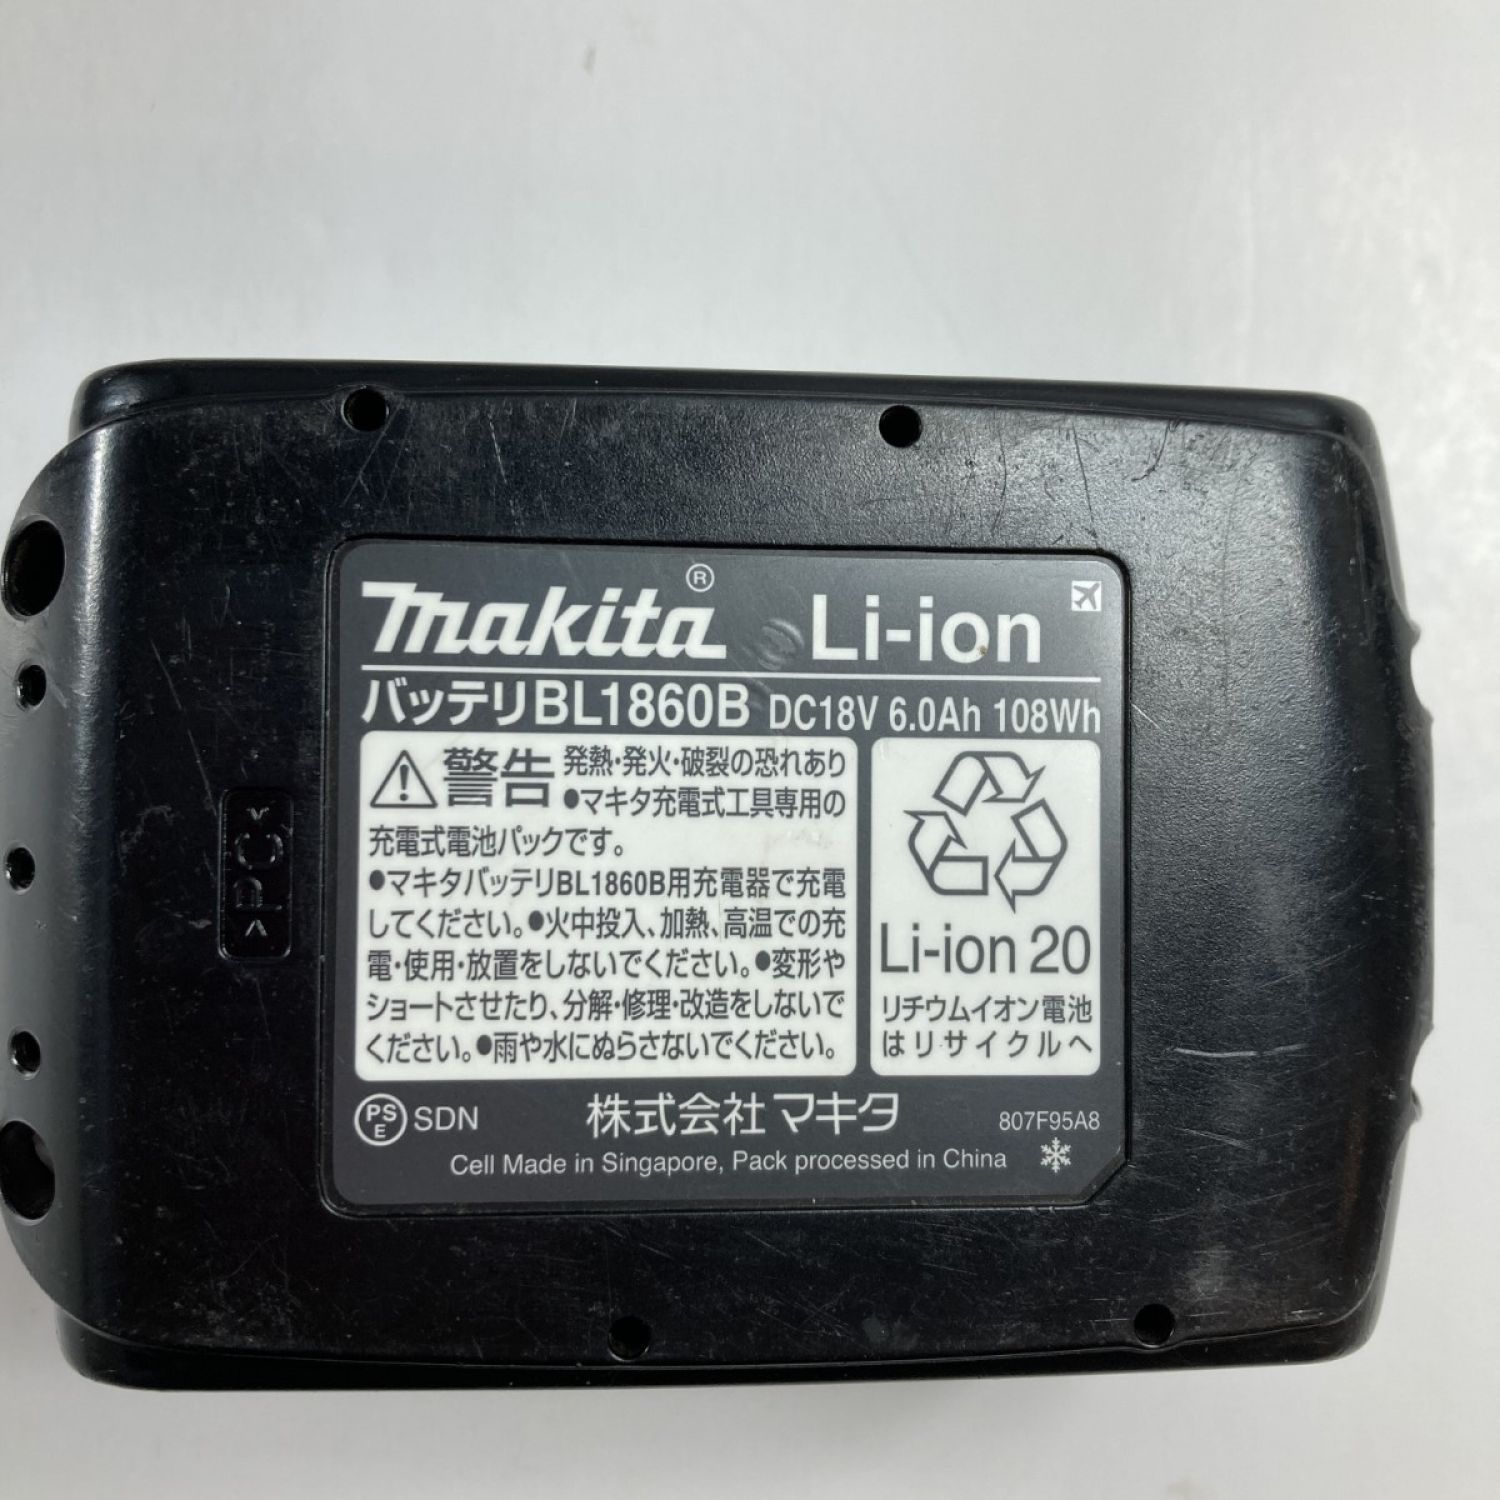 makita® Li-ion
バッテリBL1860B DC18V 6.0Ah 108Wh
警告 発熱・発火・破裂の恐れあり
●マキタ充電式工具専用の
充電式電池パックです。
●マキタバッテリBL1860B用充電器で充電
してください。●火中投入、加熱、高温での充
電・使用・放置をしないでください。●変形や
ショートさせたり、分解・修理・改造をしないで
ください。●雨や水にぬらさないでください。
Li-ion 20
リチウムイオン電池
はリサイクルへ
PS
E
SDN 株式会社マキタ 807F95A8
Cell Made in Singapore, Pack processed in China
>PC<